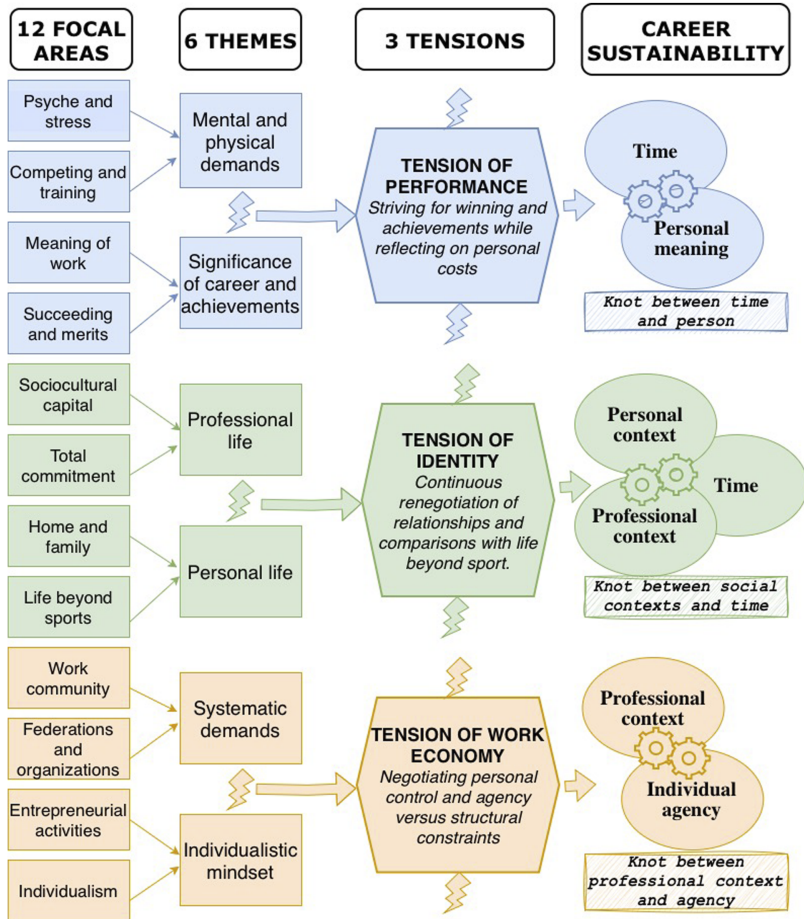 12 FOCAL
AREAS
6 THEMES
3 TENSIONS
CAREER
SUSTAINABILITY
Psyche and
stress
Competing and
training
Meaning of
work
Succeeding and
merits
Mental and
physical
demands
Significance
of career and
achievements
TENSION OF
PERFORMANCE
Striving for winning and
achievements while
reflecting on personal
costs
Time
Personal
meaning
Knot between time
and person
Sociocultural
capital
Total
commitment
Home and
family
Life beyond
sports
Professional
life
Personal life
TENSION OF
IDENTITY
Continuous
renegotiation of
relationships and
comparisons with life
beyond sport.
Personal
context
Time
Professional
context
Knot between social
contexts and time
Work
community
Federations and
organizations
Entrepreneurial
activities
Individualism
Systematic
demands
Individualistic
mindset
TENSION OF WORK
ECONOMY
Negotiating personal
control and agency
versus structural
constraints
Professional
context
Individual
agency
Knot between
professional context
and agency